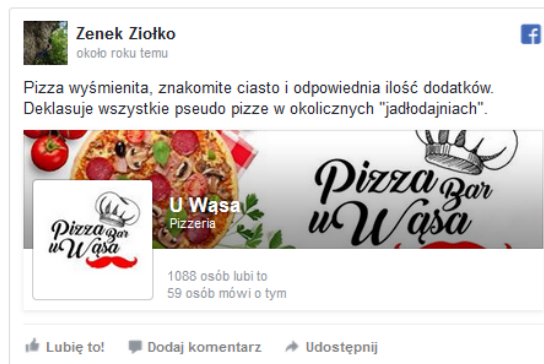 Zenek Ziołko
około roku temu
Pizza wyśmienita, znakomite ciasto i odpowiednia ilość dodatków.
Deklasuje wszystkie pseudo pizze w okolicznych "jadłodajniach".
Pizza Bar
u Wąsa
U Wąsa
Pizzeria
Pizza Bar
u Wąsa
1088 osób lubi to
59 osób mówi o tym
Lubię to! Dodaj komentarz Udostępnij